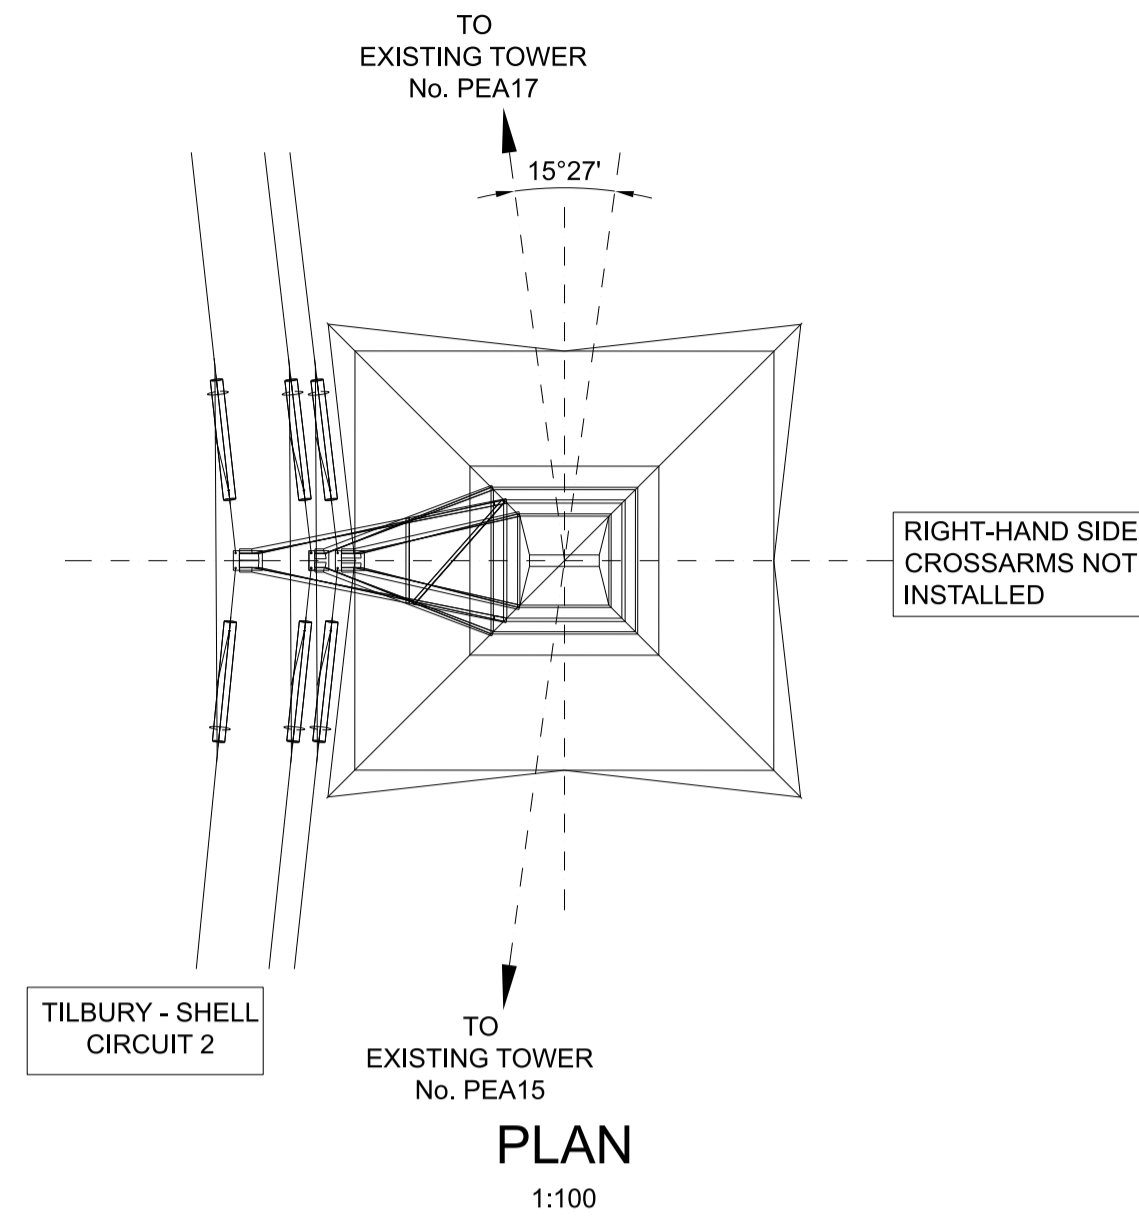 TO
EXISTING TOWER
No. PEA17
15°27'
RIGHT-HAND SIDE
CROSSARMS NOT
INSTALLED
TILBURY - SHELL
CIRCUIT 2
TO
EXISTING TOWER
No. PEA15
PLAN
1:100